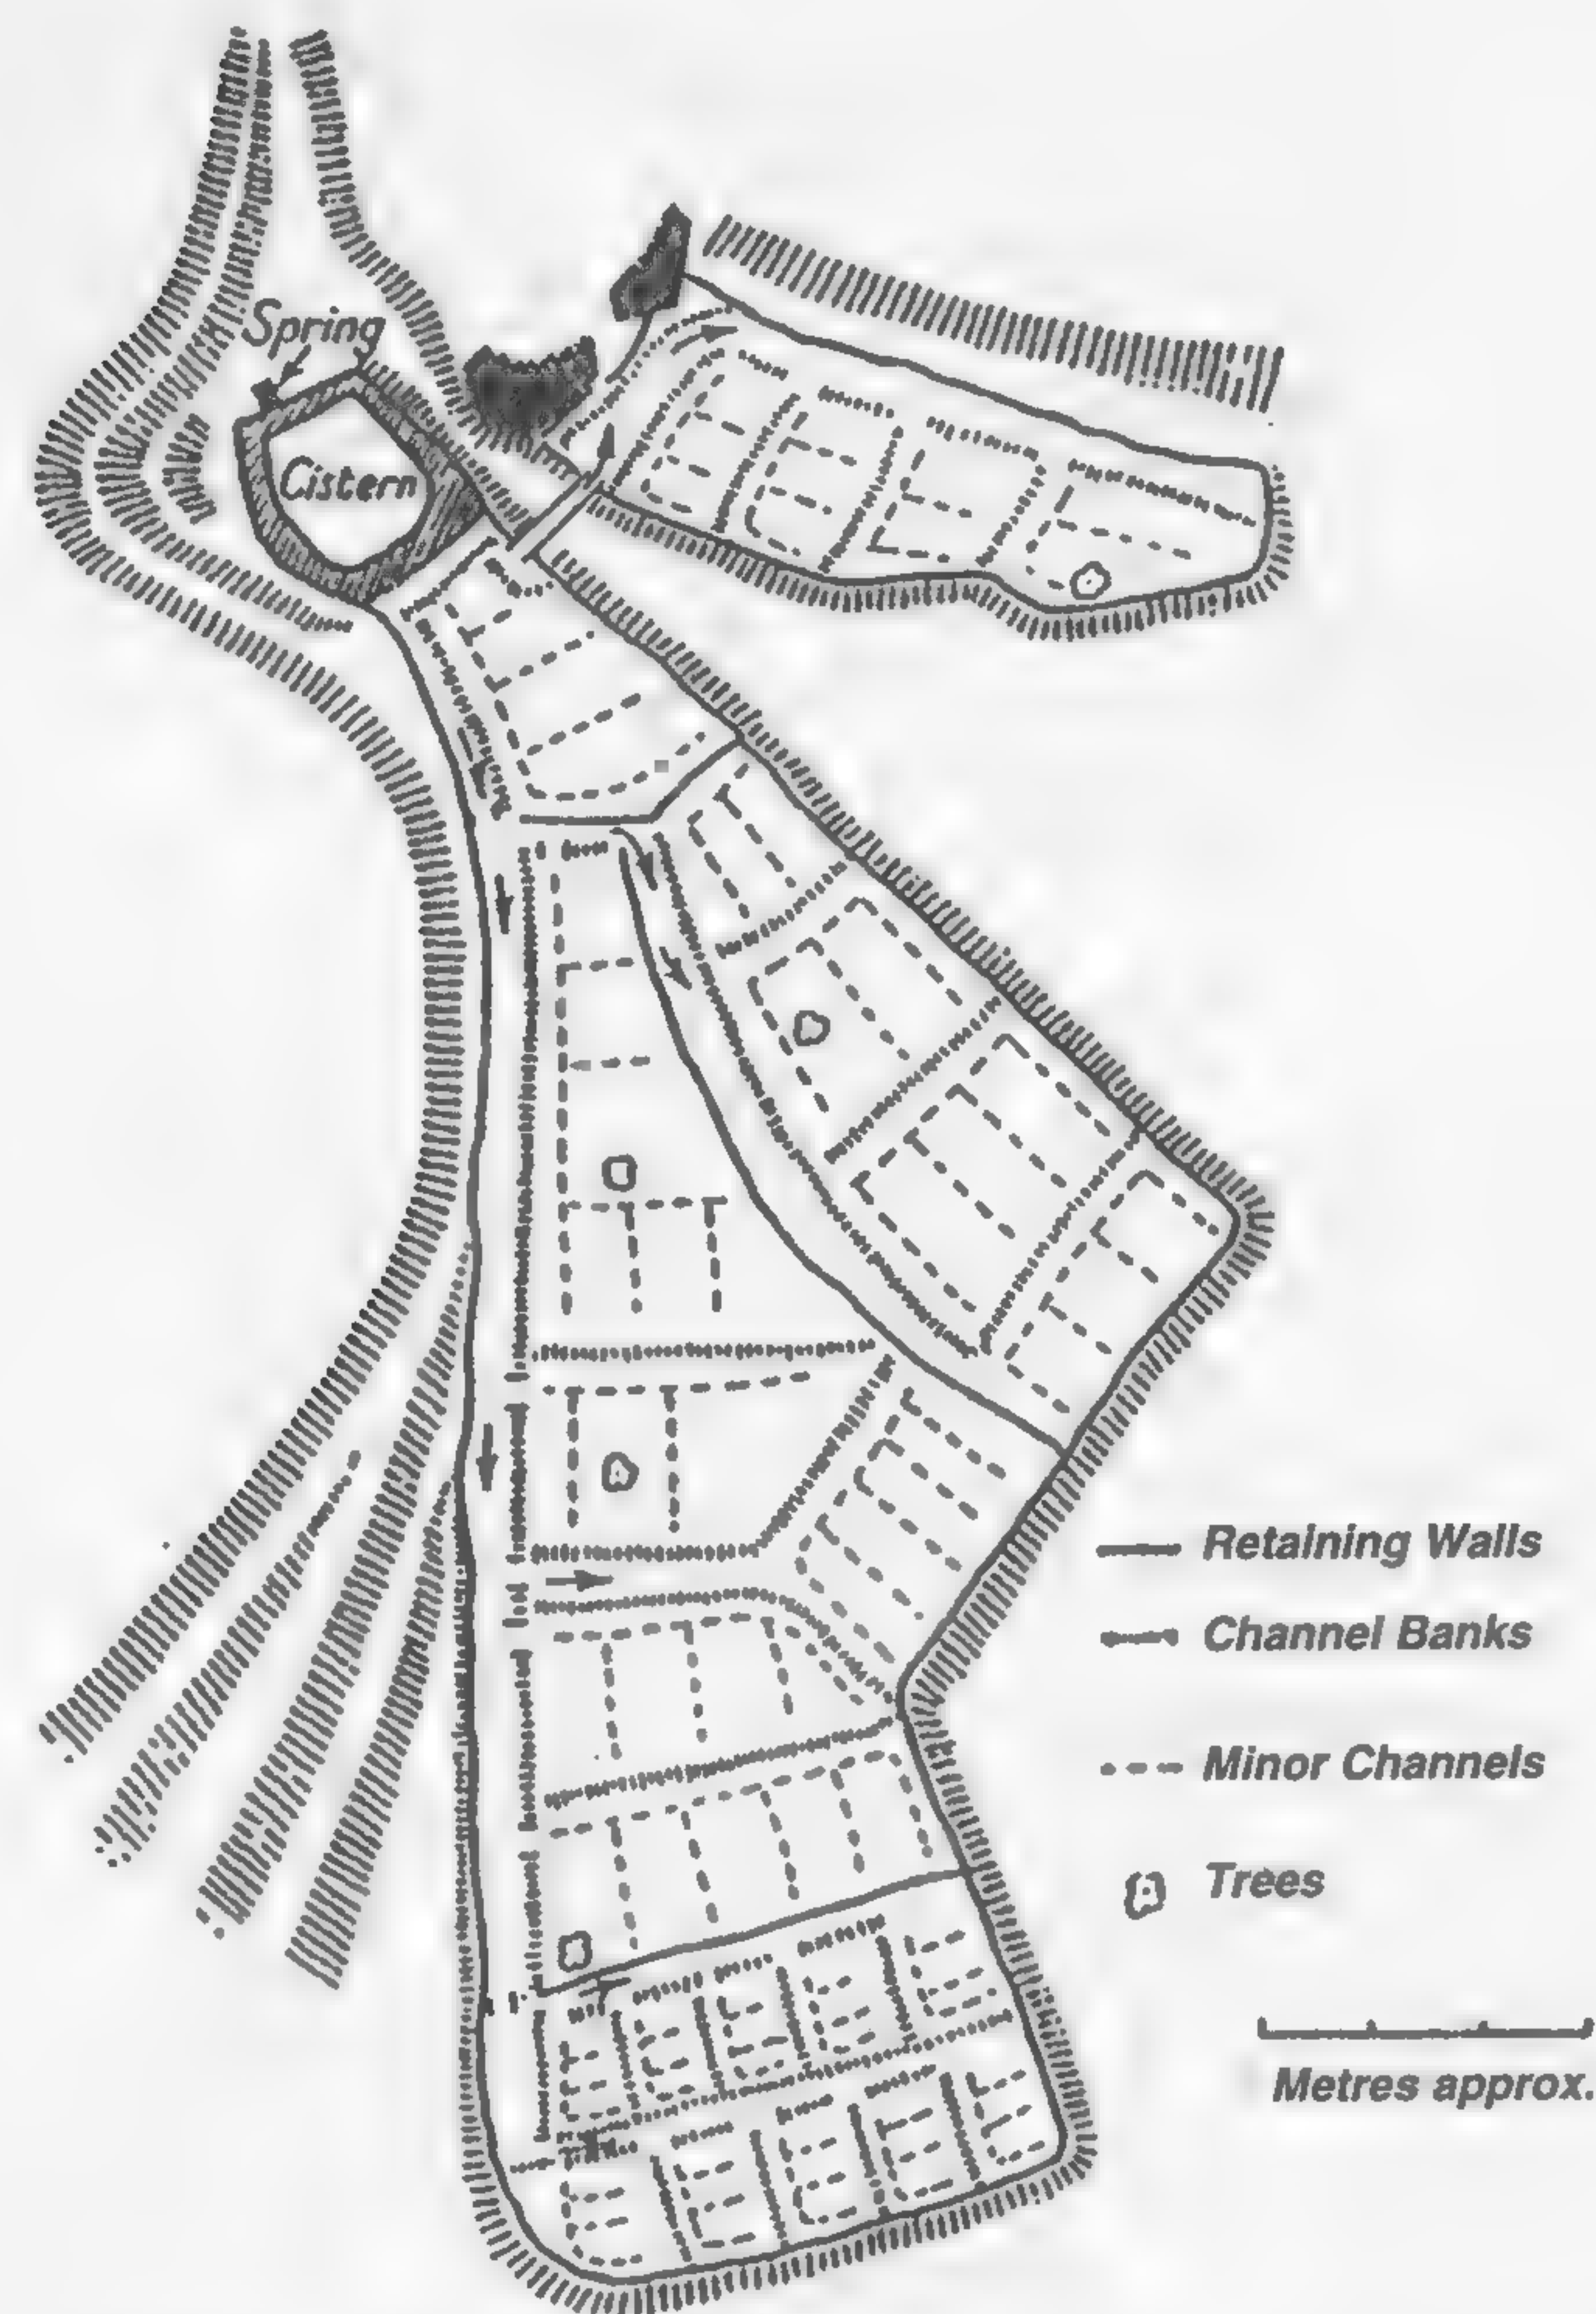 Spring
Cistern
Retaining Walls
Channel Banks
Minor Channels
Trees
Metres approx.